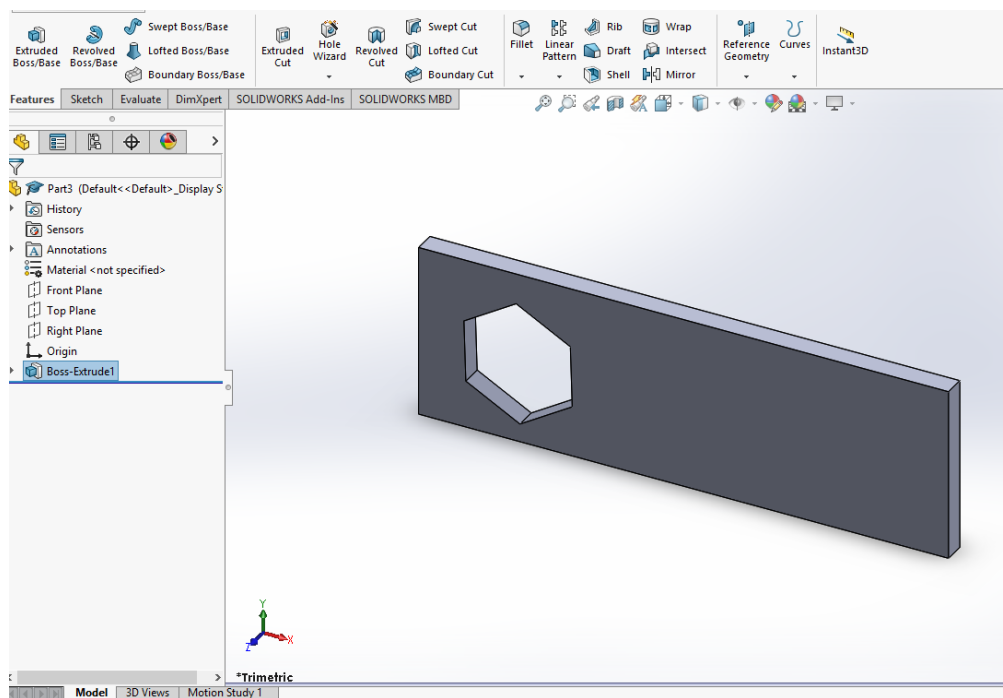 Extruded Boss/Base
Revolved Boss/Base
Swept Boss/Base
Lofted Boss/Base
Boundary Boss/Base
Extruded Cut
Hole Wizard
Revolved Cut
Swept Cut
Lofted Cut
Boundary Cut
Fillet
Linear Pattern
Rib
Draft
Shell
Wrap
Intersect
Mirror
Reference Geometry
Curves
Instant3D
Features
Sketch
Evaluate
DimXpert
SOLIDWORKS Add-Ins
SOLIDWORKS MBD
Part3 (Default<<Default>_Display S
History
Sensors
A Annotations
Material <not specified>
Front Plane
Top Plane
Right Plane
Origin
Boss-Extrude1
Y
X
Z
*Trimetric
Model
3D Views
Motion Study 1